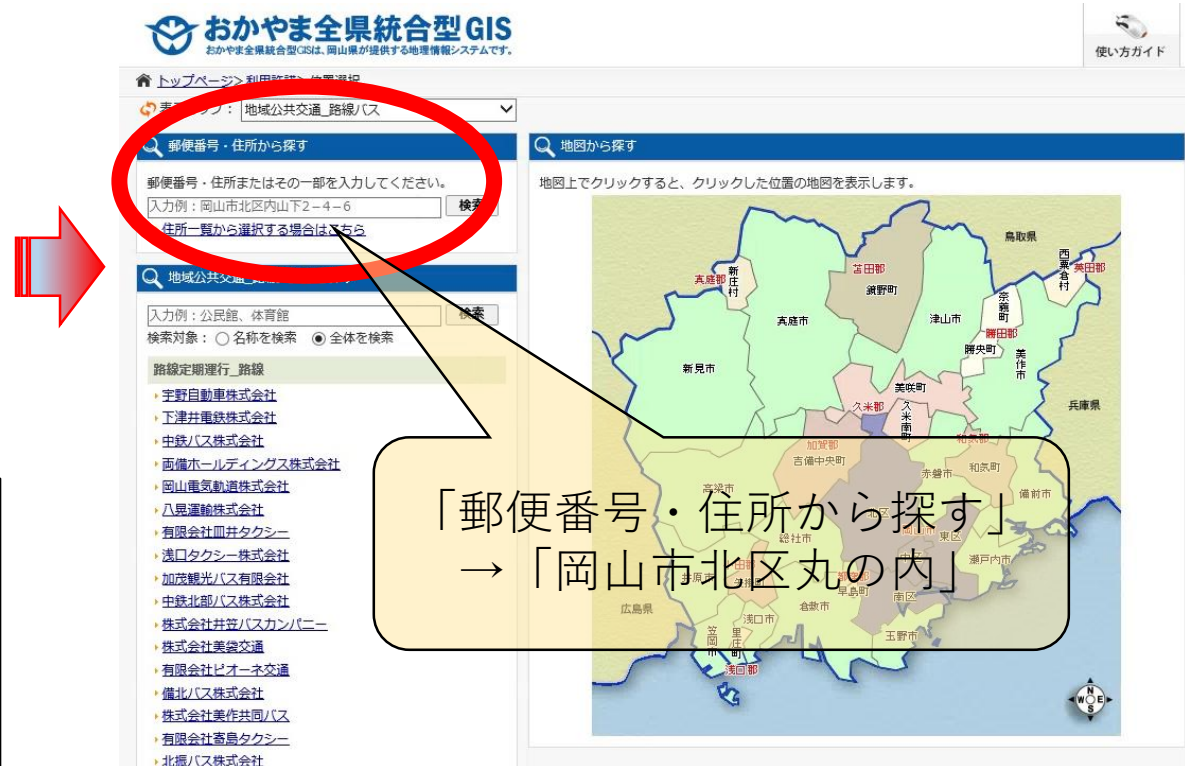 おかやま全県統合型GIS
おかやま全県統合型GISは、岡山県が提供する地理情報システムです。
使い方ガイド
トップページ> 利用許諾> 位置選択
地域公共交通_路線バス
郵便番号・住所から探す
郵便番号・住所またはその一部を入力してください。
入力例：岡山市北区内山下2－4－6
検索
住所一覧から選択する場合はこちら
地域公共交通_
入力例：公民館、体育館
検索
検索対象： 名称を検索 全体を検索
路線定期運行_路線
宇野自動車株式会社
下津井電鉄株式会社
中鉄バス株式会社
両備ホールディングス株式会社
岡山電気軌道株式会社
八晃運輸株式会社
有限会社皿井タクシー
浅口タクシー株式会社
加茂観光バス有限会社
中鉄北部バス株式会社
株式会社井笠バスカンパニー
株式会社美袋交通
有限会社ピオーネ交通
備北バス株式会社
株式会社美作共同バス
有限会社寄島タクシー
北振バス株式会社
地図から探す
地図上でクリックすると、クリックした位置の地図を表示します。
鳥取県
西粟倉村
英田郡
真庭郡
新庄村
苫田郡
鏡野町
奈義町
真庭市
津山市
勝田郡
勝央町
美作市
新見市
美咲町
久米郡
久米南町
兵庫県
加賀郡
吉備中央町
和気郡
和気町
赤磐市
高梁市
備前市
北区
東区
総社市
瀬戸内市
井原市
早島町
南区
広島県
倉敷市
浅口市
笠岡市
里庄町
玉野市
浅口郡
N
W
E
S
「郵便番号・住所から探す」
→「岡山市北区丸の内」